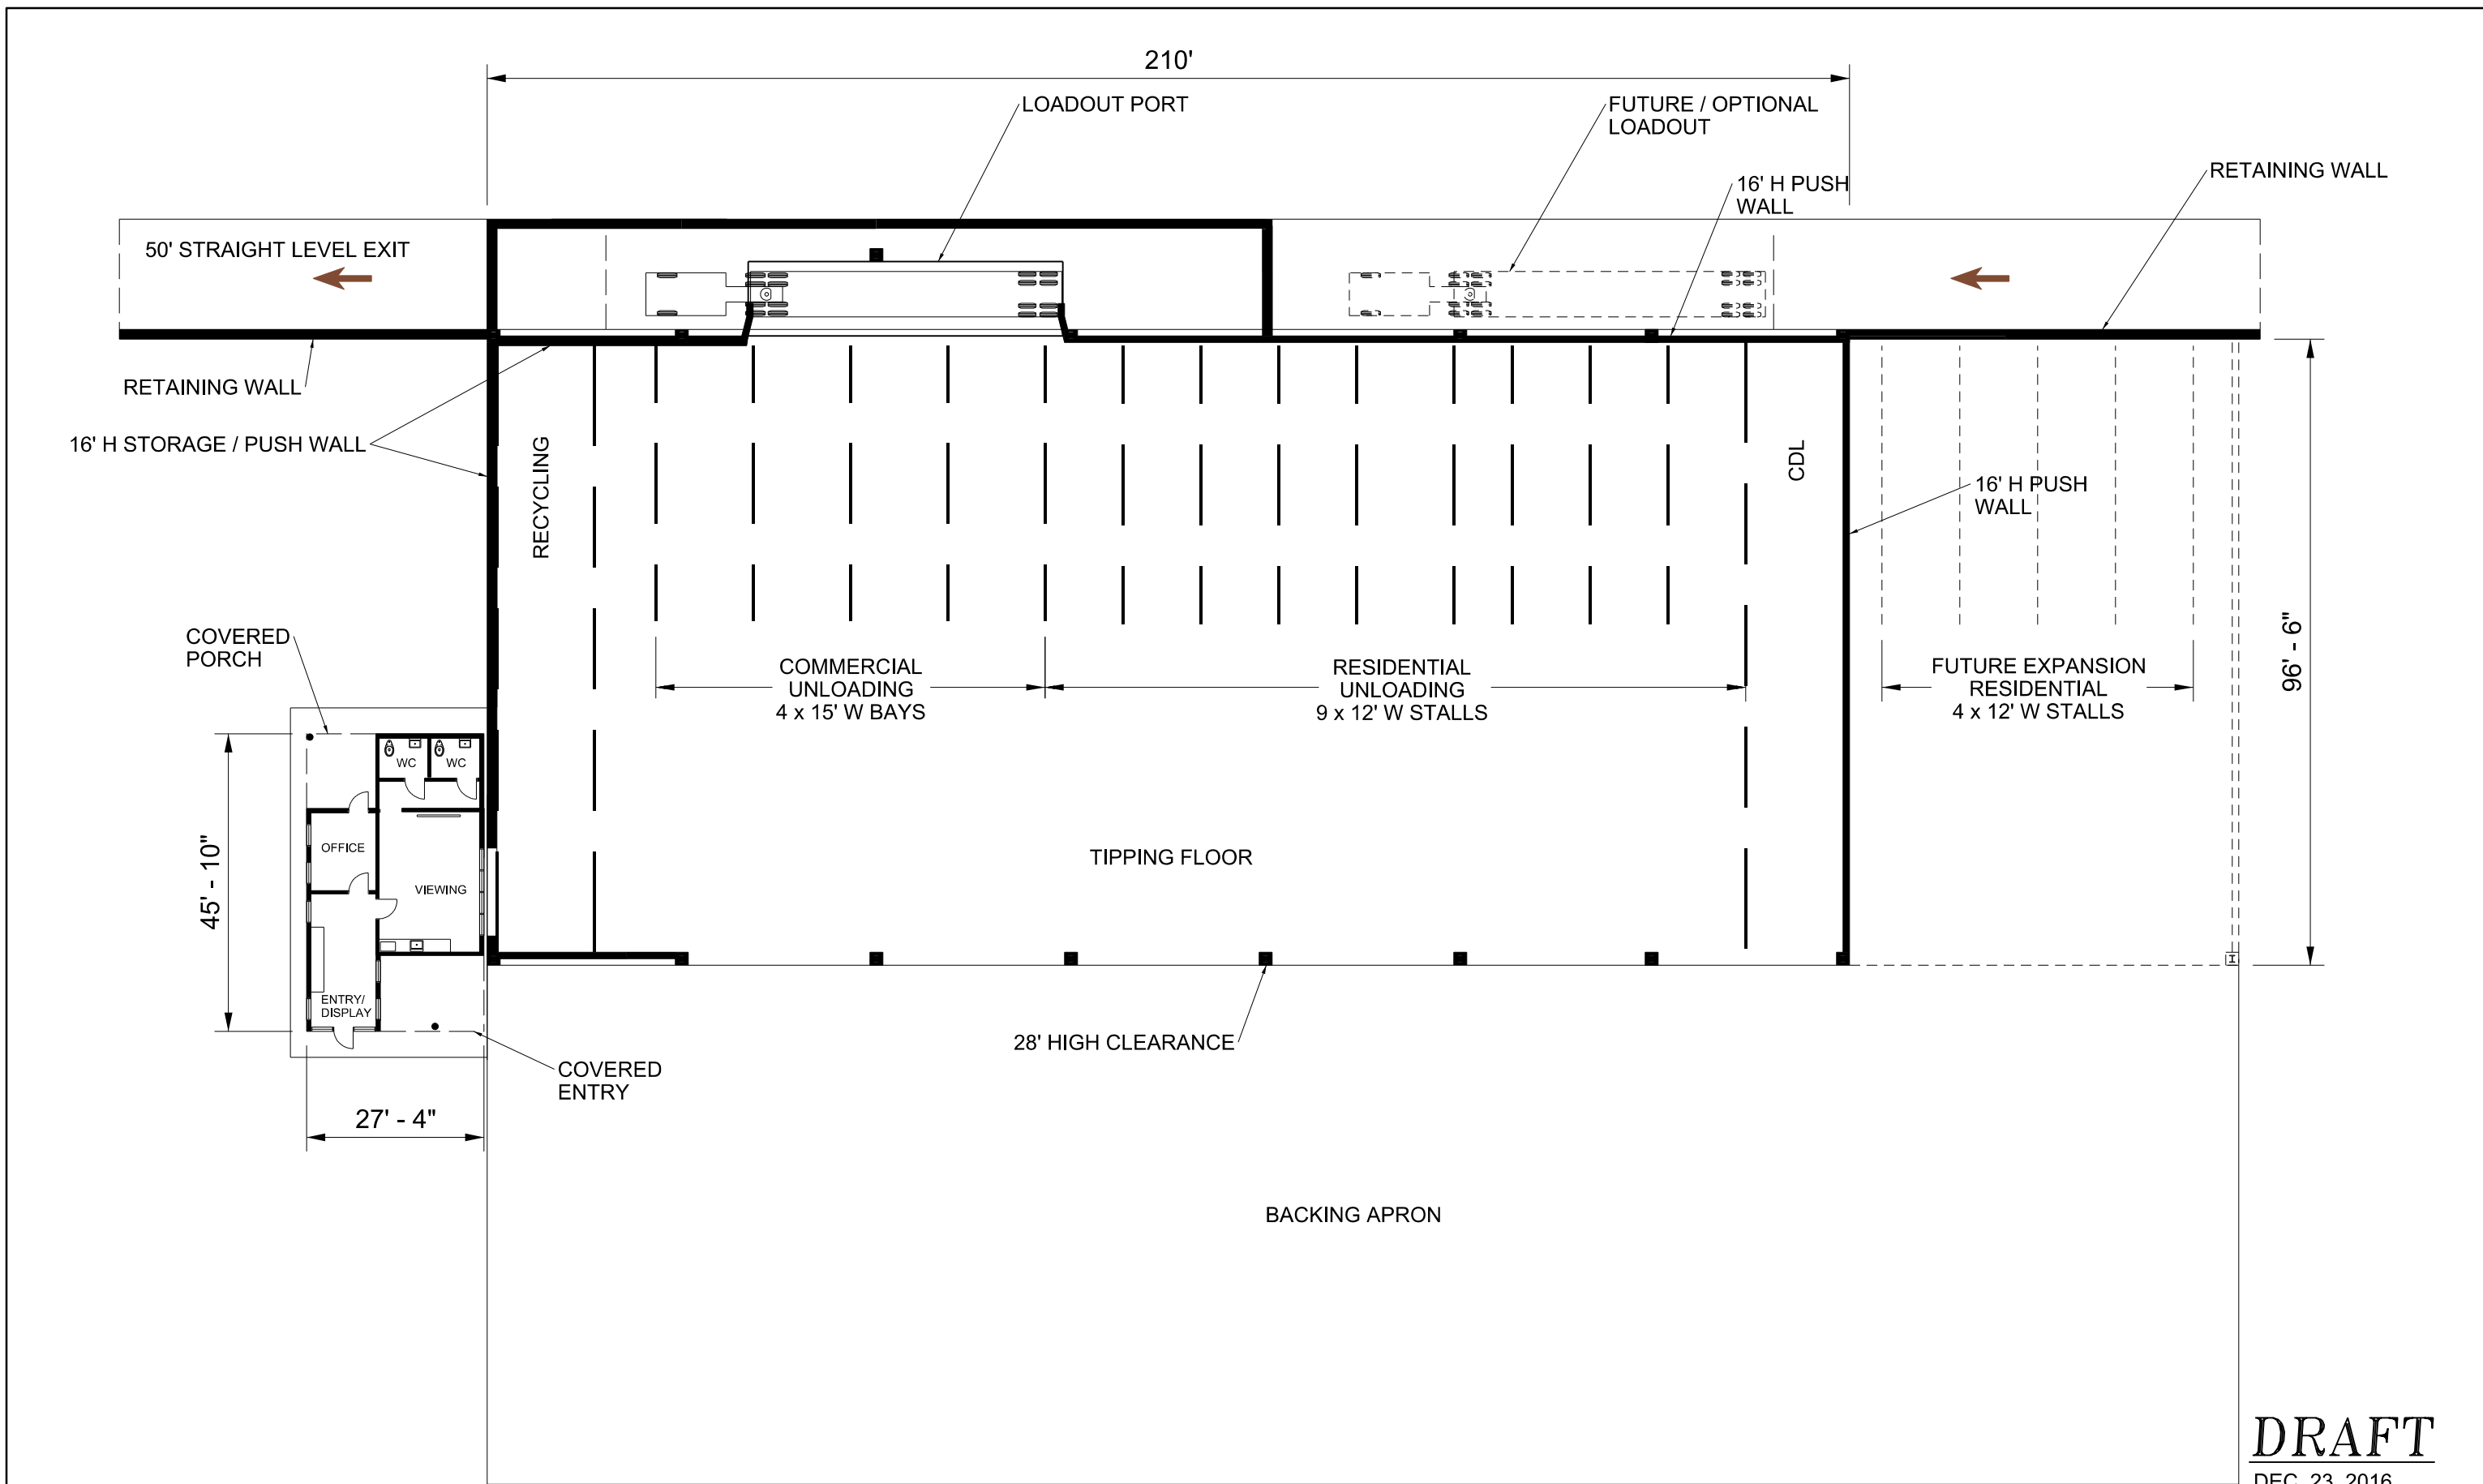 210'
LOADOUT PORT
FUTURE / OPTIONAL
LOADOUT
RETAINING WALL
16' H PUSH
WALL
50' STRAIGHT LEVEL EXIT
RETAINING WALL
16' H STORAGE / PUSH WALL
RECYCLING
CDL
16' H PUSH
WALL
COVERED
PORCH
COMMERCIAL
UNLOADING
4 x 15' W BAYS
RESIDENTIAL
UNLOADING
9 x 12' W STALLS
FUTURE EXPANSION
RESIDENTIAL
4 x 12' W STALLS
96' - 6"
WC
WC
OFFICE
VIEWING
45' - 10"
TIPPING FLOOR
ENTRY/
DISPLAY
28' HIGH CLEARANCE
COVERED
ENTRY
27' - 4"
BACKING APRON
DRAFT
DEC. 23, 2016